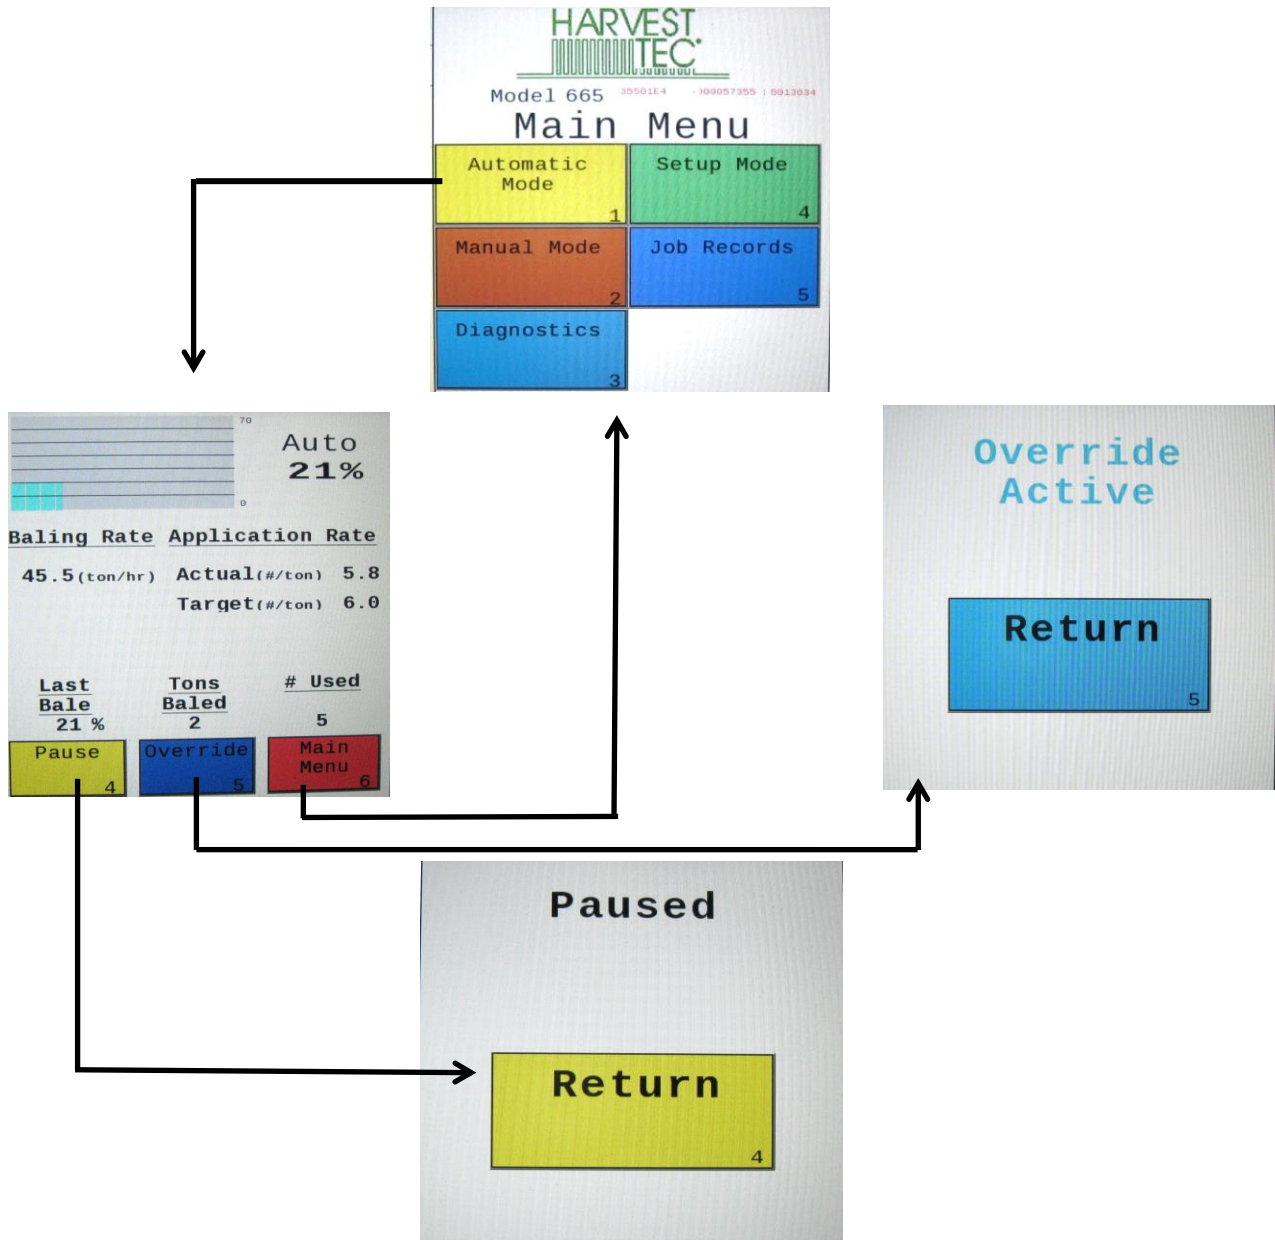 HARVEST
TEC
Model 665 35501E4
Main Menu
Automatic
Mode
1
Setup Mode
4
Manual Mode
2
Job Records
5
Diagnostics
3
70
0
Auto
21%
Baling Rate Application Rate
45.5(ton/hr) Actual(#/ton) 5.8
Target(#/ton) 6.0
Last
Bale
21 %
Tons
Baled
2
# Used
5
Pause
4
Override
5
Main
Menu
6
Override
Active
Return
5
Paused
Return
4